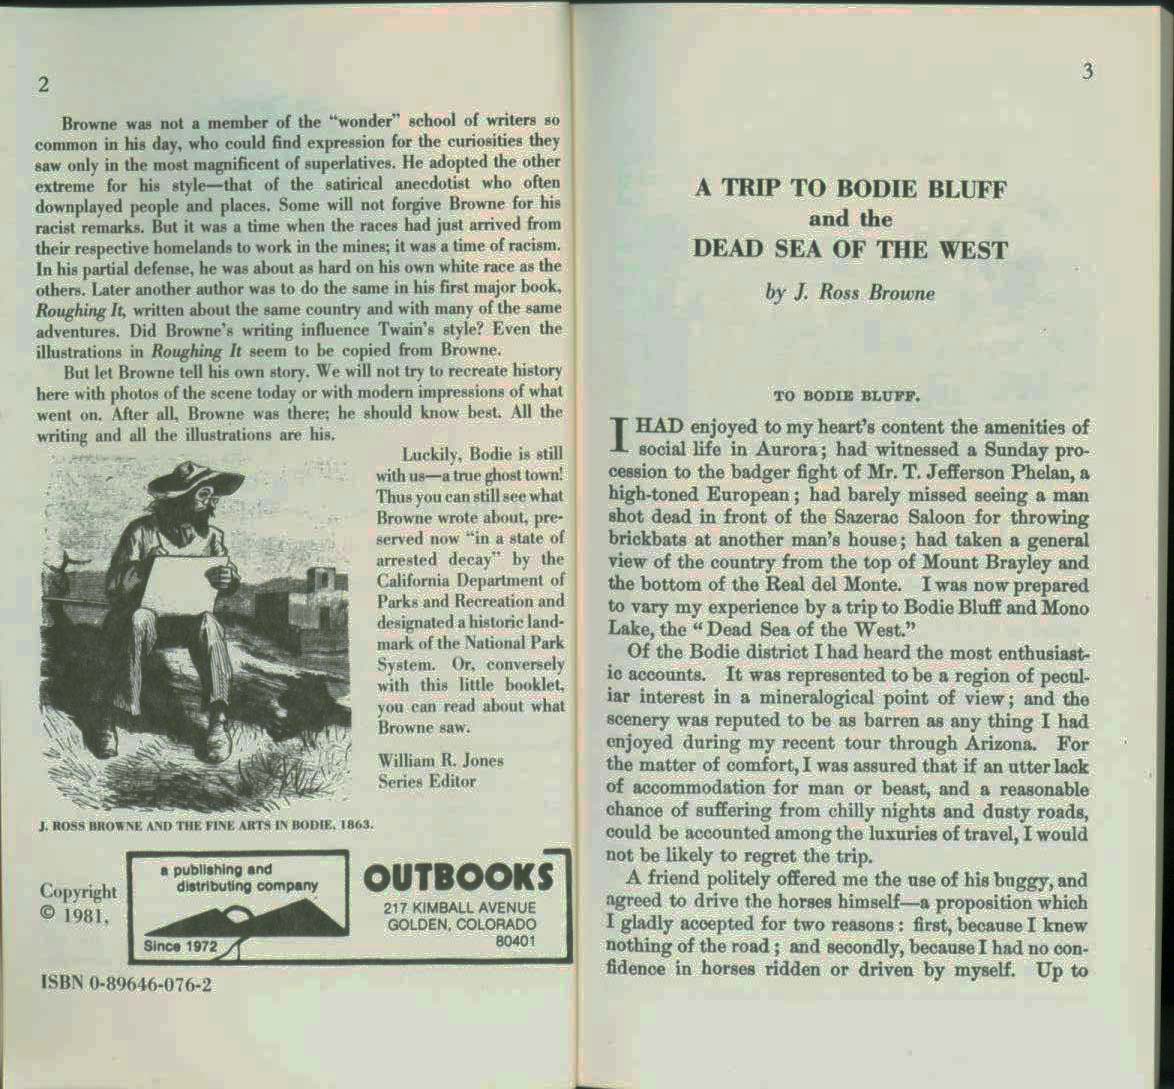 2
Browne was not a member of the “wonder” school of writers so
common in his day, who could find expression for the curiosities they
saw only in the most magnificent of superlatives. He adopted the other
extreme for his style—that of the satirical anecdotist who often
downplayed people and places. Some will not forgive Browne for his
racist remarks. But it was a time when the races had just arrived from
their respective homelands to work in the mines; it was a time of racism.
In his partial defense, he was about as hard on his own white race as the
others. Later another author was to do the same in his first major book,
Roughing It, written about the same country and with many of the same
adventures. Did Browne's writing influence Twain's style? Even the
illustrations in Roughing It seem to be copied from Browne.
But let Browne tell his own story. We will not try to recreate history
here with photos of the scene today or with modern impressions of what
went on. After all, Browne was there; he should know best. All the
writing and all the illustrations are his.
Luckily, Bodie is still
with us—a true ghost town!
Thus you can still see what
Browne wrote about, pre-
served now “in a state of
arrested decay” by the
California Department of
Parks and Recreation and
designated a historic land-
mark of the National Park
System. Or, conversely
with this little booklet,
you can read about what
Browne saw.
William R. Jones
Series Editor
J. ROSS BROWNE AND THE FINE ARTS IN BODIE, 1863.
Copyright
© 1981,
a publishing and
distributing company
Since 1972
OUTBOOKS
217 KIMBALL AVENUE
GOLDEN, COLORADO
80401
ISBN 0-89646-076-2
3
A TRIP TO BODIE BLUFF
and the
DEAD SEA OF THE WEST
by J. Ross Browne
TO BODIE BLUFF.
I HAD enjoyed to my heart's content the amenities of
social life in Aurora; had witnessed a Sunday pro-
cession to the badger fight of Mr. T. Jefferson Phelan, a
high-toned European; had barely missed seeing a man
shot dead in front of the Sazerac Saloon for throwing
brickbats at another man's house; had taken a general
view of the country from the top of Mount Brayley and
the bottom of the Real del Monte. I was now prepared
to vary my experience by a trip to Bodie Bluff and Mono
Lake, the “Dead Sea of the West.”
Of the Bodie district I had heard the most enthusiast-
ic accounts. It was represented to be a region of pecul-
iar interest in a mineralogical point of view; and the
scenery was reputed to be as barren as any thing I had
enjoyed during my recent tour through Arizona. For
the matter of comfort, I was assured that if an utter lack
of accommodation for man or beast, and a reasonable
chance of suffering from chilly nights and dusty roads,
could be accounted among the luxuries of travel, I would
not be likely to regret the trip.
A friend politely offered me the use of his buggy, and
agreed to drive the horses himself—a proposition which
I gladly accepted for two reasons: first, because I knew
nothing of the road; and secondly, because I had no con-
fidence in horses ridden or driven by myself. Up to